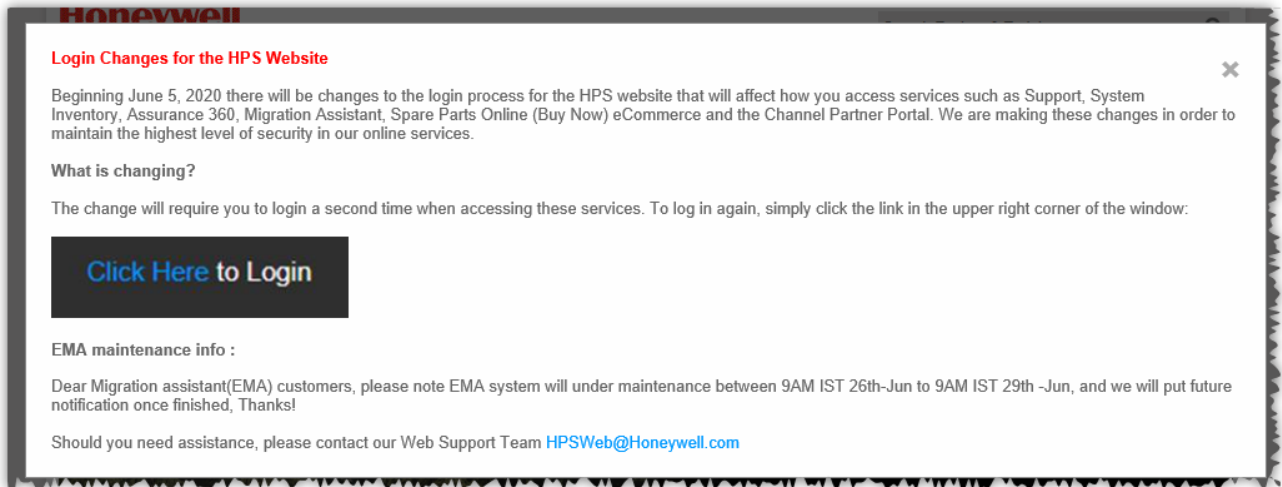 Honeywell
Login Changes for the HPS Website
Beginning June 5, 2020 there will be changes to the login process for the HPS website that will affect how you access services such as Support, System
Inventory, Assurance 360, Migration Assistant, Spare Parts Online (Buy Now) eCommerce and the Channel Partner Portal. We are making these changes in order to
maintain the highest level of security in our online services.
What is changing?
The change will require you to login a second time when accessing these services. To log in again, simply click the link in the upper right corner of the window:
Click Here to Login
EMA maintenance info :
Dear Migration assistant(EMA) customers, please note EMA system will under maintenance between 9AM IST 26th-Jun to 9AM IST 29th -Jun, and we will put future
notification once finished, Thanks!
Should you need assistance, please contact our Web Support Team HPSWeb@Honeywell.com